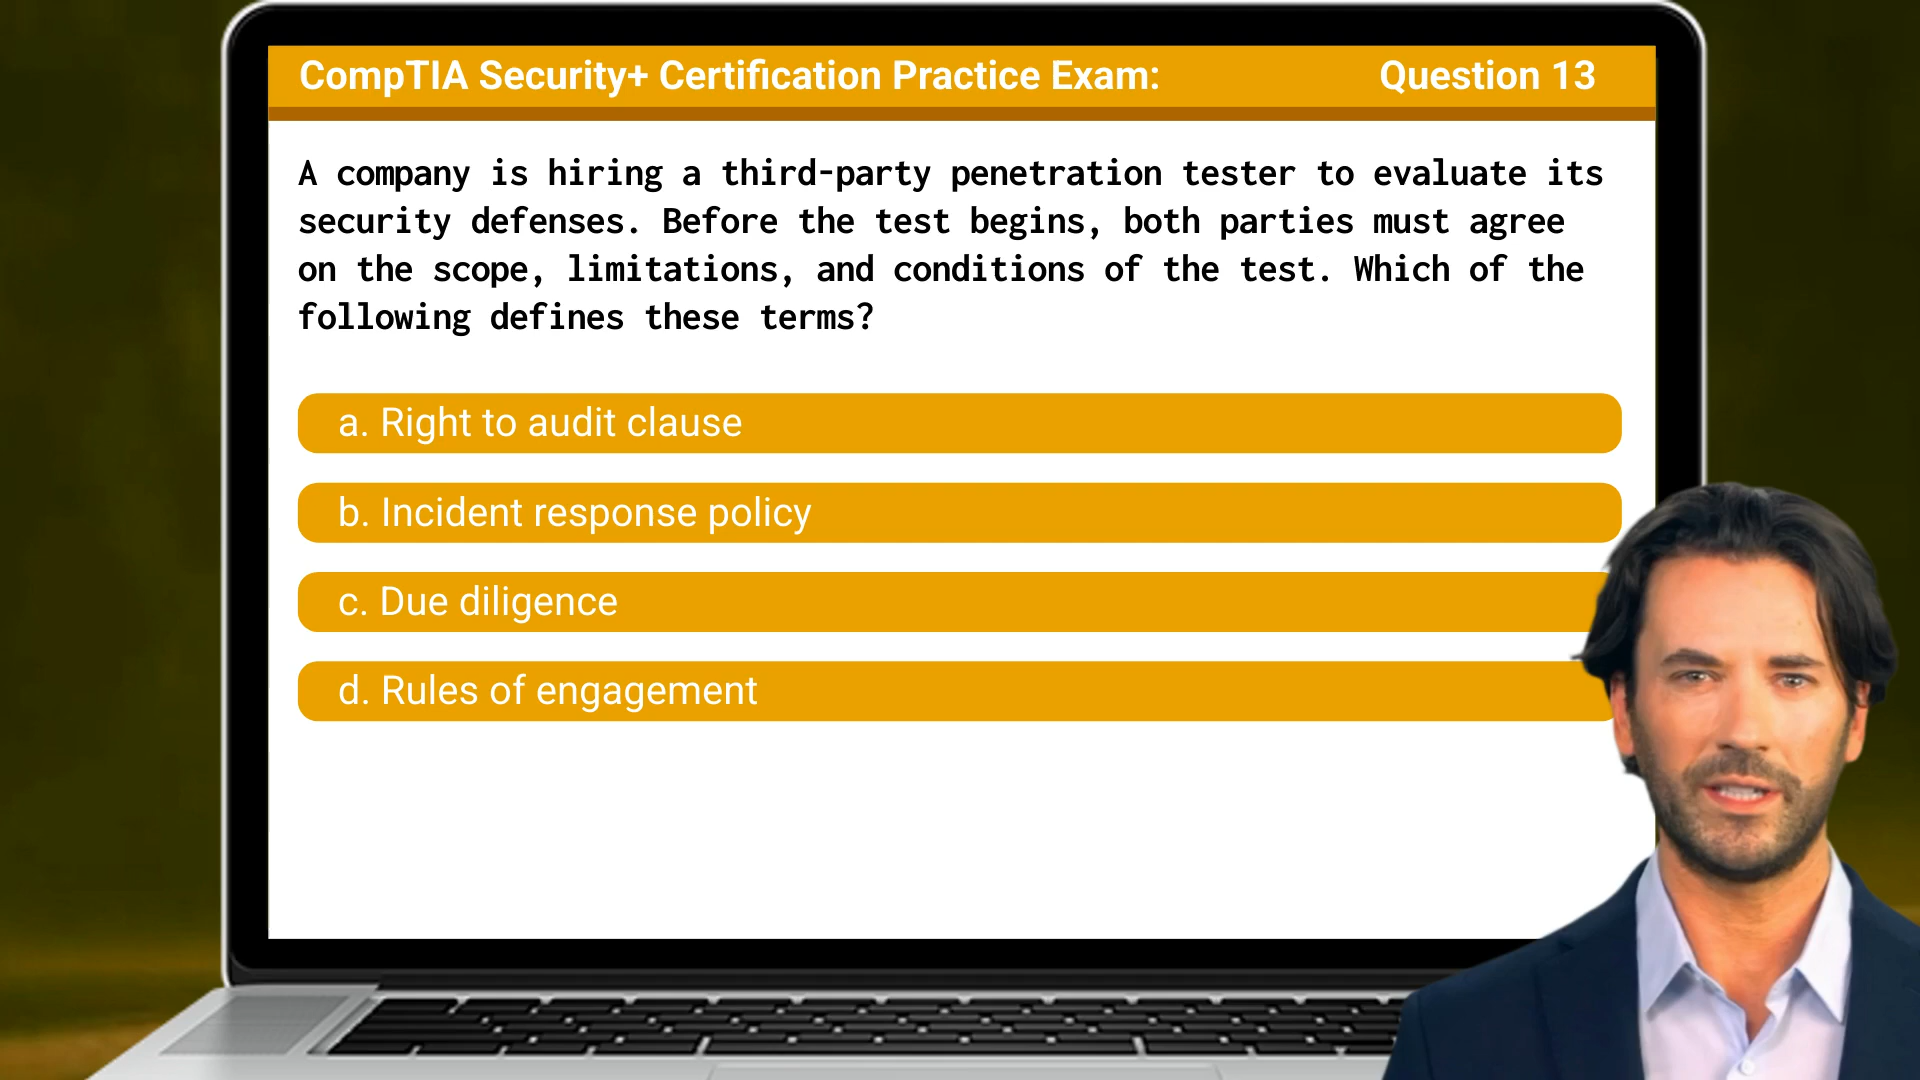 CompTIA Security+ Certification Practice Exam: Question 13
A company is hiring a third-party penetration tester to evaluate its
security defenses. Before the test begins, both parties must agree
on the scope, limitations, and conditions of the test. Which of the
following defines these terms?
a. Right to audit clause
b. Incident response policy
c. Due diligence
d. Rules of engagement